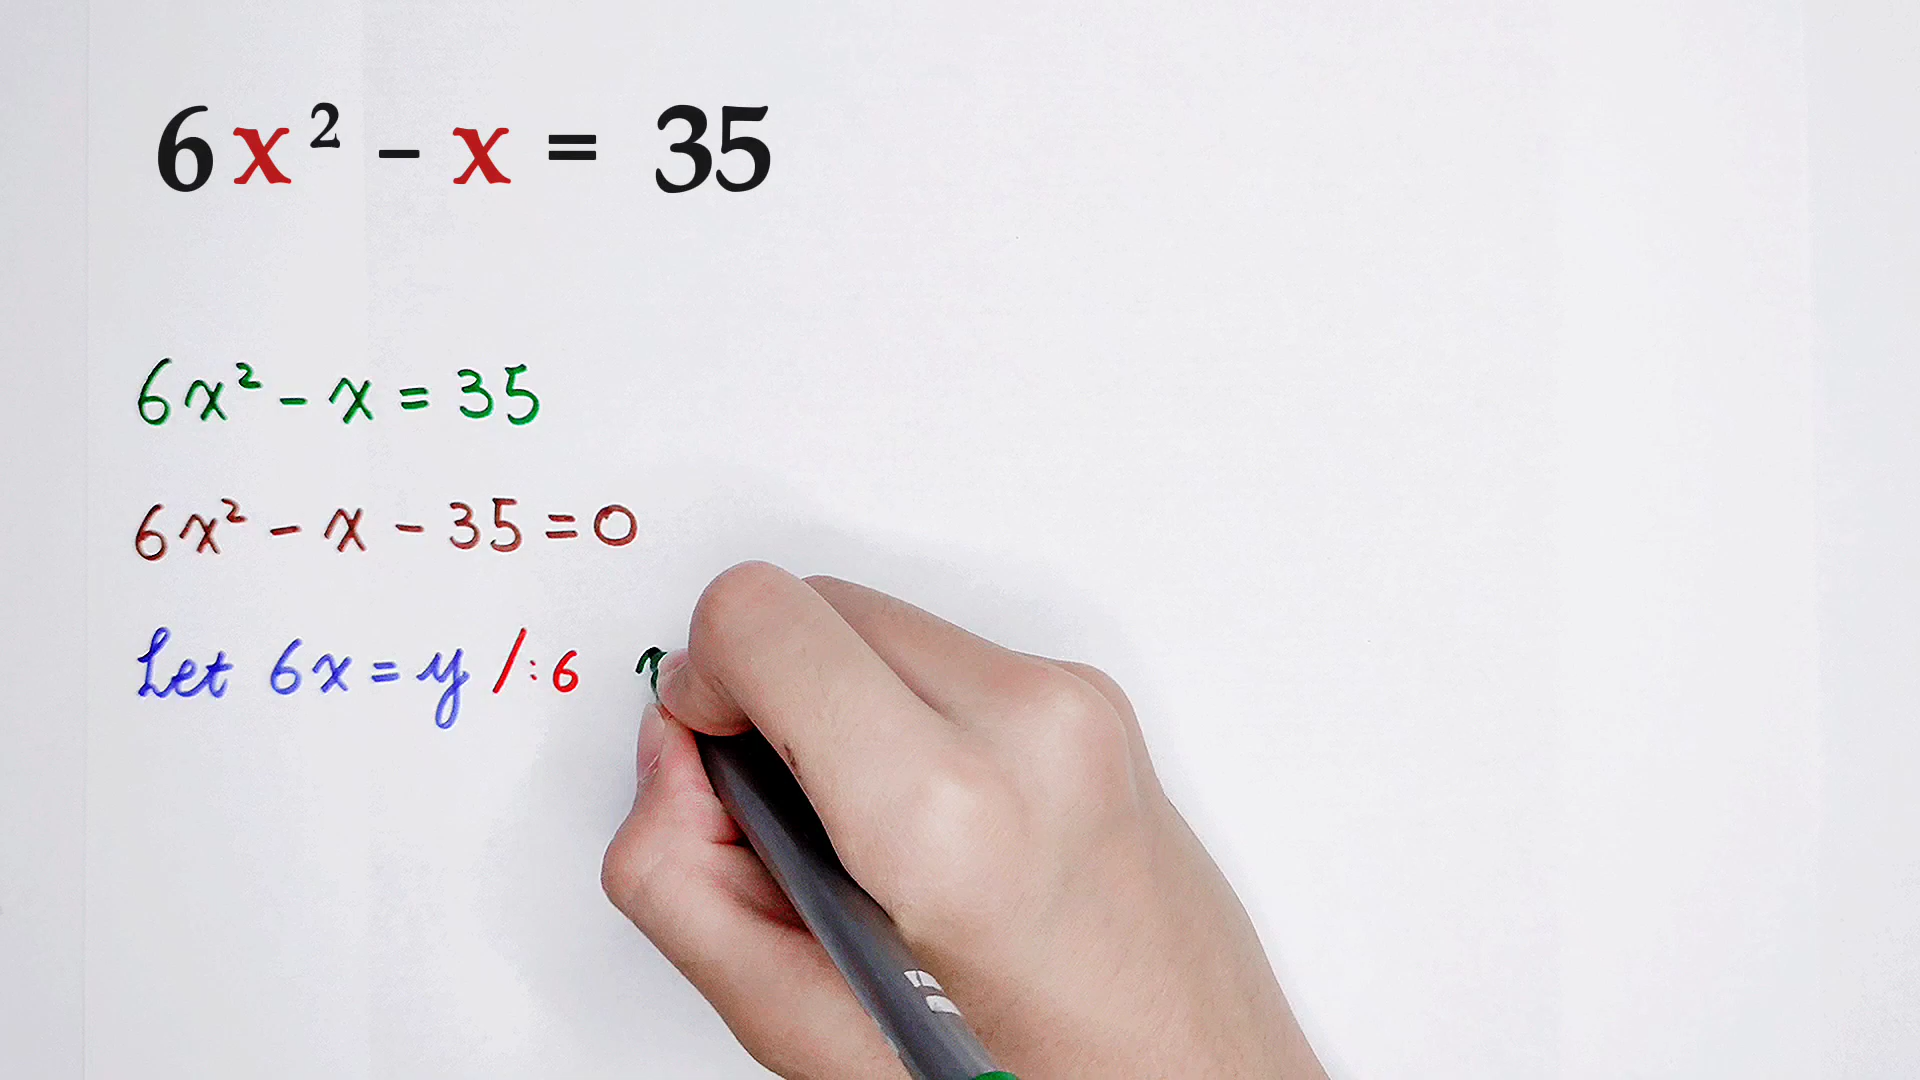 6x² - x = 35
6x² - x = 35
6x² - x - 35 = 0
Let 6x = y /:6